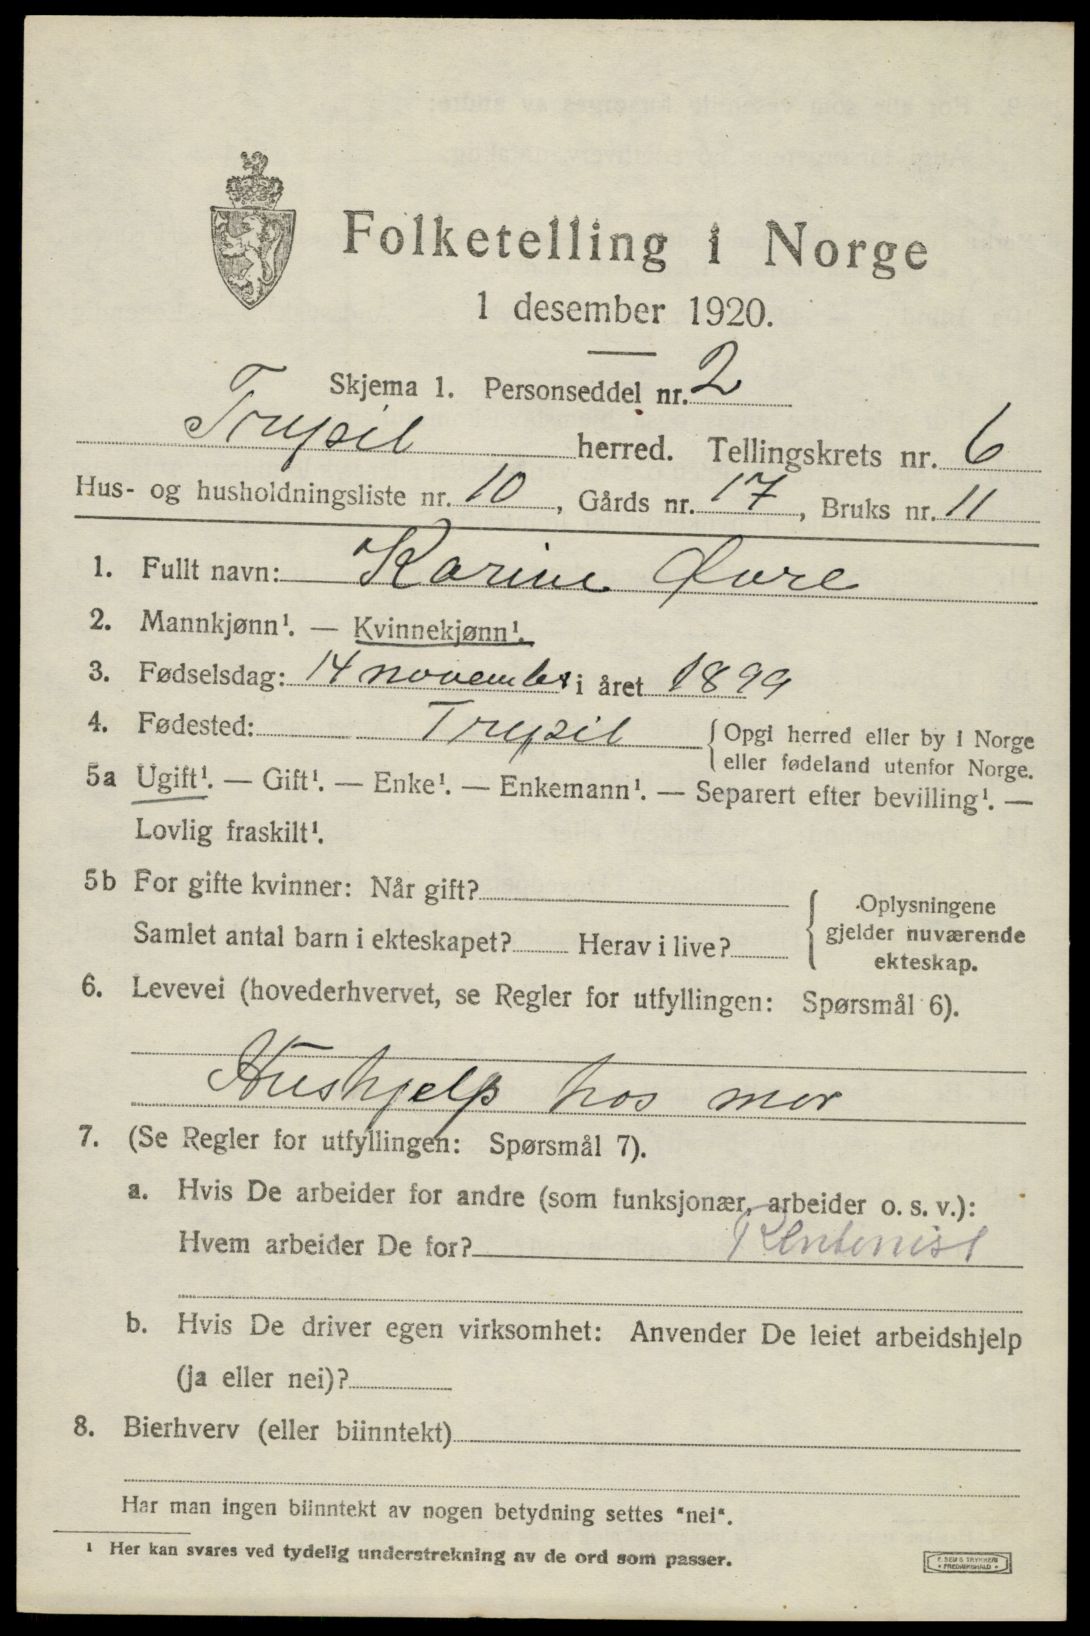 Folketelling i Norge
1 desember 1920.
Skjema 1. Personseddel nr. 2
Trysil herred. Tellingskrets nr. 6
Hus- og husholdningsliste nr. 10, Gårds nr. 17, Bruks nr. 11
1. Fullt navn: Karine Øvre
2. Mannkjønn¹. — Kvinnekjønn¹.
3. Fødselsdag: 14 november i året 1899
4. Fødested: Trysil { Opgi herred eller by i Norge
eller fødeland utenfor Norge.
5a Ugift¹. — Gift¹. — Enke¹. — Enkemann¹. — Separert efter bevilling¹. —
Lovlig fraskilt¹.
5b For gifte kvinner: Når gift?
Samlet antal barn i ekteskapet? Herav i live?
{ Oplysningene
gjelder nuværende
ekteskap.
6. Levevei (hovederhvervet, se Regler for utfyllingen: Spørsmål 6).
Hushjelp hos mor
7. (Se Regler for utfyllingen: Spørsmål 7).
a. Hvis De arbeider for andre (som funksjonær, arbeider o. s. v.):
Hvem arbeider De for? Rentenist
b. Hvis De driver egen virksomhet: Anvender De leiet arbeidshjelp
(ja eller nei)?
8. Bierhverv (eller biinntekt)
Har man ingen biinntekt av nogen betydning settes "nei".
¹ Her kan svares ved tydelig understrekning av de ord som passer.
E. SEMS TRYKKERI
• FREDRIKSHALD •